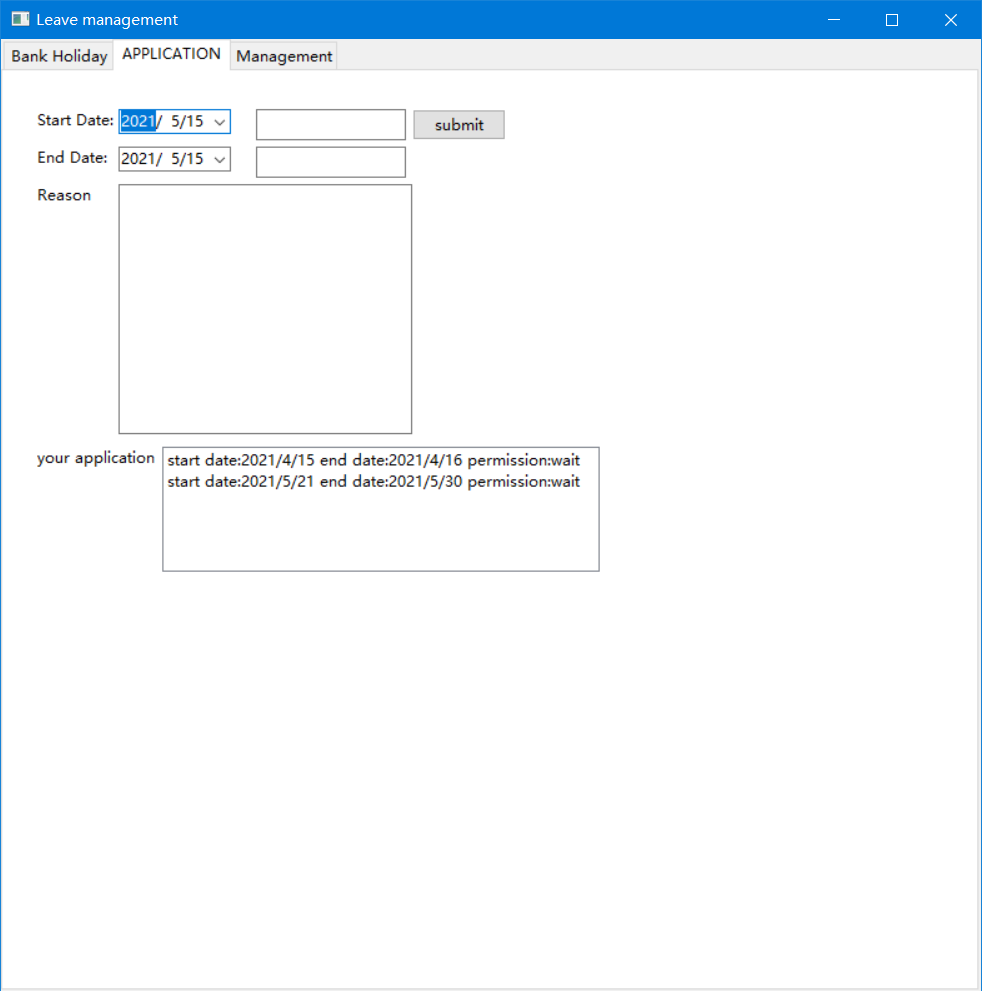 Leave management
Bank Holiday APPLICATION Management
Start Date: 2021/ 5/15 submit
End Date: 2021/ 5/15
Reason
your application
start date:2021/4/15 end date:2021/4/16 permission:wait
start date:2021/5/21 end date:2021/5/30 permission:wait